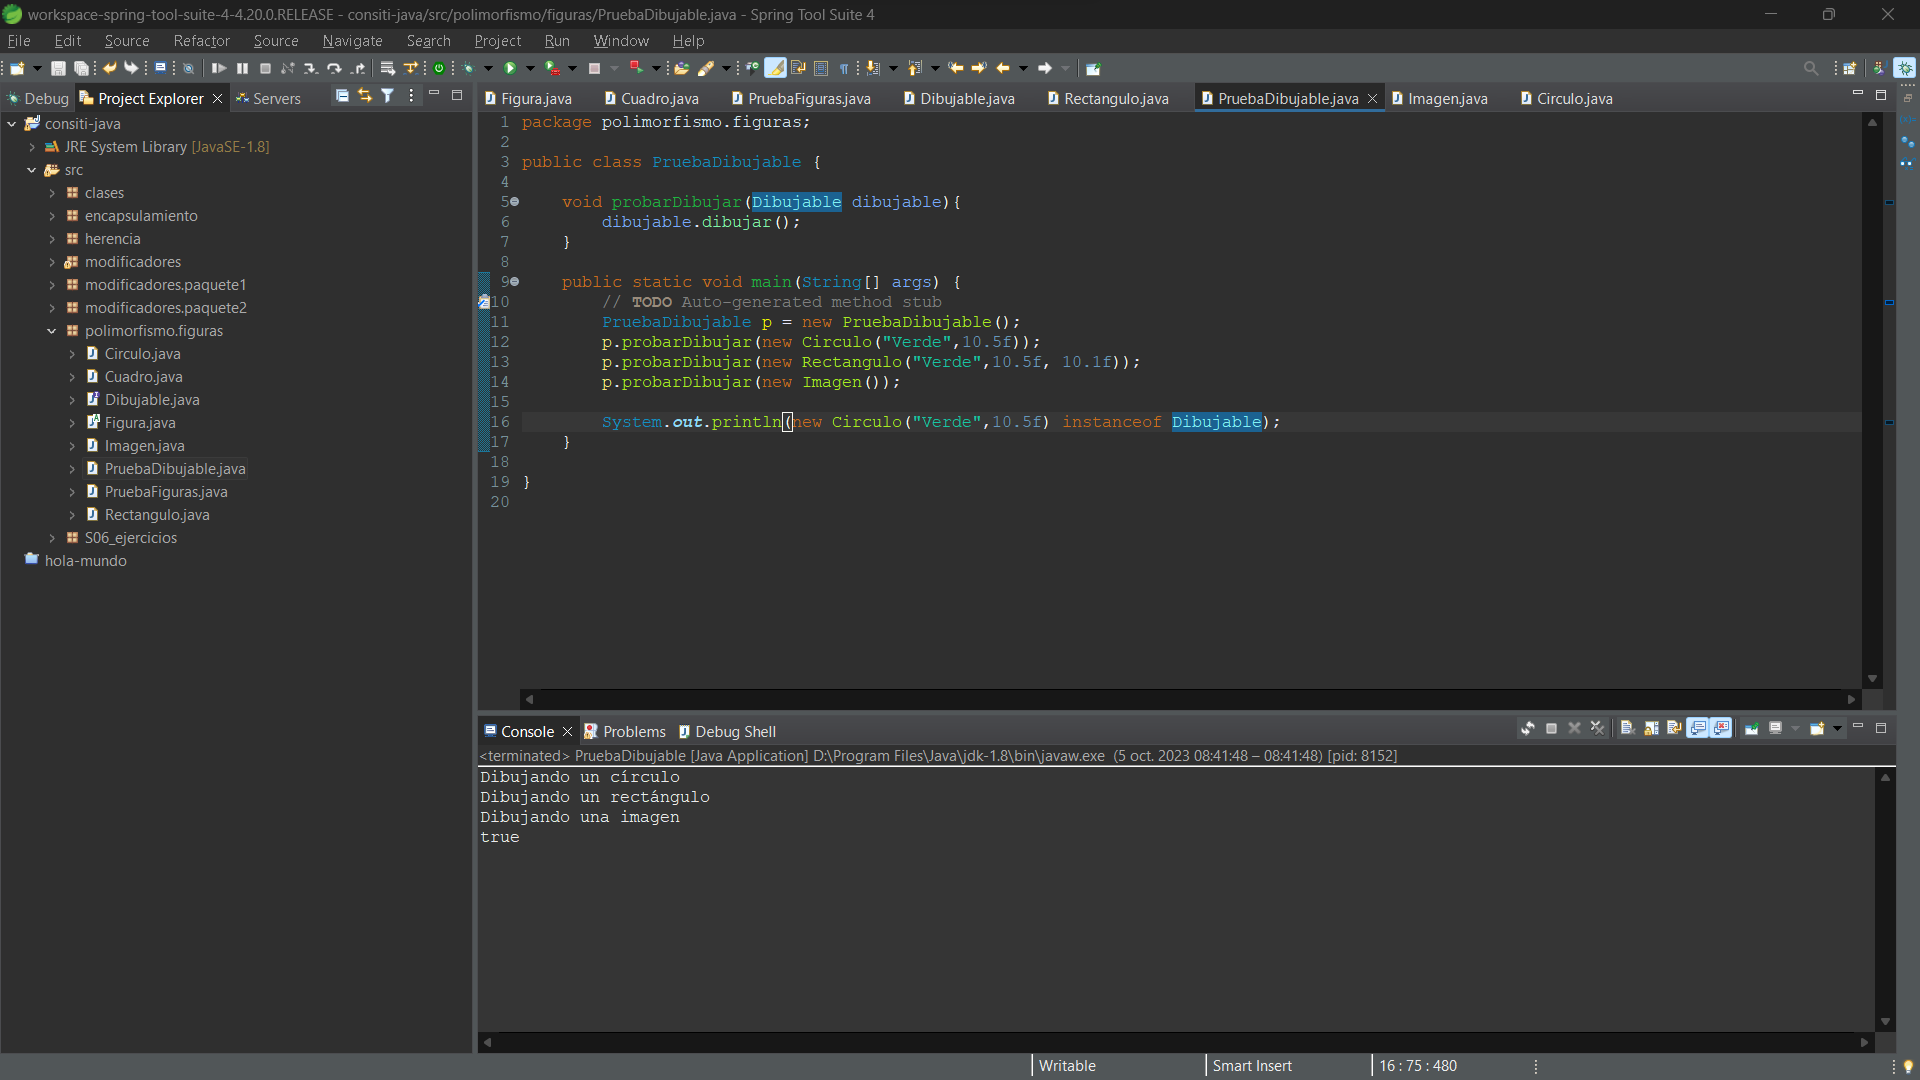 workspace-spring-tool-suite-4-4.20.0.RELEASE - consiti-java/src/polimorfismo/figuras/PruebaDibujable.java - Spring Tool Suite 4
File Edit Source Refactor Source Navigate Search Project Run Window Help
Debug Project Explorer Servers
consiti-java
JRE System Library [JavaSE-1.8]
src
clases
encapsulamiento
herencia
modificadores
modificadores.paquete1
modificadores.paquete2
polimorfismo.figuras
Circulo.java
Cuadro.java
Dibujable.java
Figura.java
Imagen.java
PruebaDibujable.java
PruebaFiguras.java
Rectangulo.java
S06_ejercicios
hola-mundo
Figura.java Cuadro.java PruebaFiguras.java Dibujable.java Rectangulo.java PruebaDibujable.java Imagen.java Circulo.java
1 package polimorfismo.figuras;
2
3 public class PruebaDibujable {
4
5 void probarDibujar(Dibujable dibujable){
6 dibujable.dibujar();
7 }
8
9 public static void main(String[] args) {
10 // TODO Auto-generated method stub
11 PruebaDibujable p = new PruebaDibujable();
12 p.probarDibujar(new Circulo("Verde",10.5f));
13 p.probarDibujar(new Rectangulo("Verde",10.5f, 10.1f));
14 p.probarDibujar(new Imagen());
15
16 System.out.println(new Circulo("Verde",10.5f) instanceof Dibujable);
17 }
18
19 }
20
Console Problems Debug Shell
<terminated> PruebaDibujable [Java Application] D:\Program Files\Java\jdk-1.8\bin\javaw.exe (5 oct. 2023 08:41:48 – 08:41:48) [pid: 8152]
Dibujando un círculo
Dibujando un rectángulo
Dibujando una imagen
true
Writable Smart Insert 16 : 75 : 480